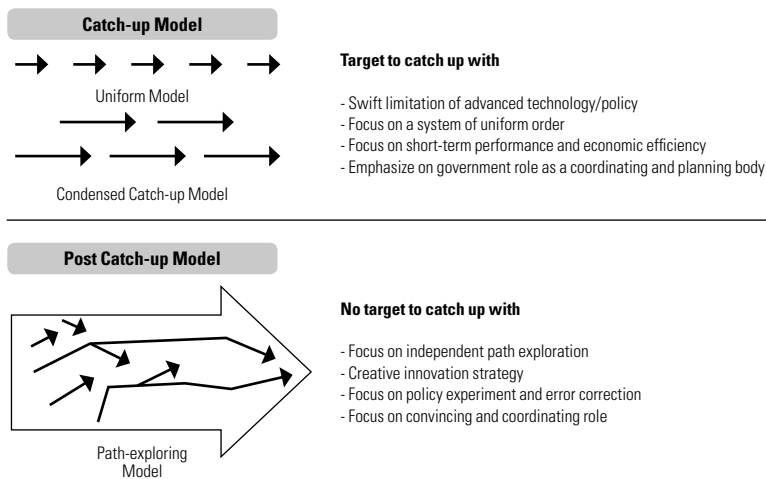 Catch-up Model
Uniform Model
Condensed Catch-up Model
Target to catch up with
- Swift limitation of advanced technology/policy
- Focus on a system of uniform order
- Focus on short-term performance and economic efficiency
- Emphasize on government role as a coordinating and planning body
Post Catch-up Model
Path-exploring
Model
No target to catch up with
- Focus on independent path exploration
- Creative innovation strategy
- Focus on policy experiment and error correction
- Focus on convincing and coordinating role